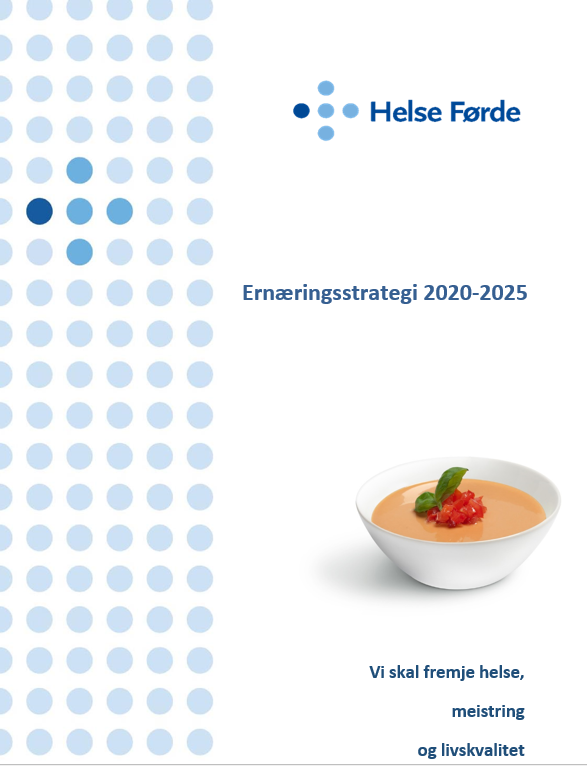 Helse Førde
Ernæringsstrategi 2020-2025
Vi skal fremje helse,
meistring
og livskvalitet